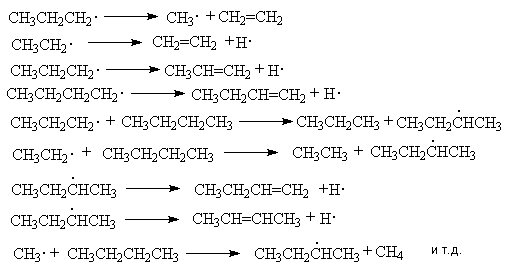 CH₃CH₂CH₂· ⟶ CH₃· + CH₂=CH₂
CH₃CH₂· ⟶ CH₂=CH₂ + H·
CH₃CH₂CH₂· ⟶ CH₃CH=CH₂ + H·
CH₃CH₂CH₂CH₂· ⟶ CH₃CH₂CH=CH₂ + H·
CH₃CH₂CH₂· + CH₃CH₂CH₂CH₃ ⟶ CH₃CH₂CH₃ + CH₃CH₂ĊHCH₃
CH₃CH₂· + CH₃CH₂CH₂CH₃ ⟶ CH₃CH₃ + CH₃CH₂ĊHCH₃
CH₃CH₂ĊHCH₃ ⟶ CH₃CH₂CH=CH₂ + H·
CH₃CH₂ĊHCH₃ ⟶ CH₃CH=CHCH₃ + H·
CH₃· + CH₃CH₂CH₂CH₃ ⟶ CH₃CH₂ĊHCH₃ + CH₄ и т.д.